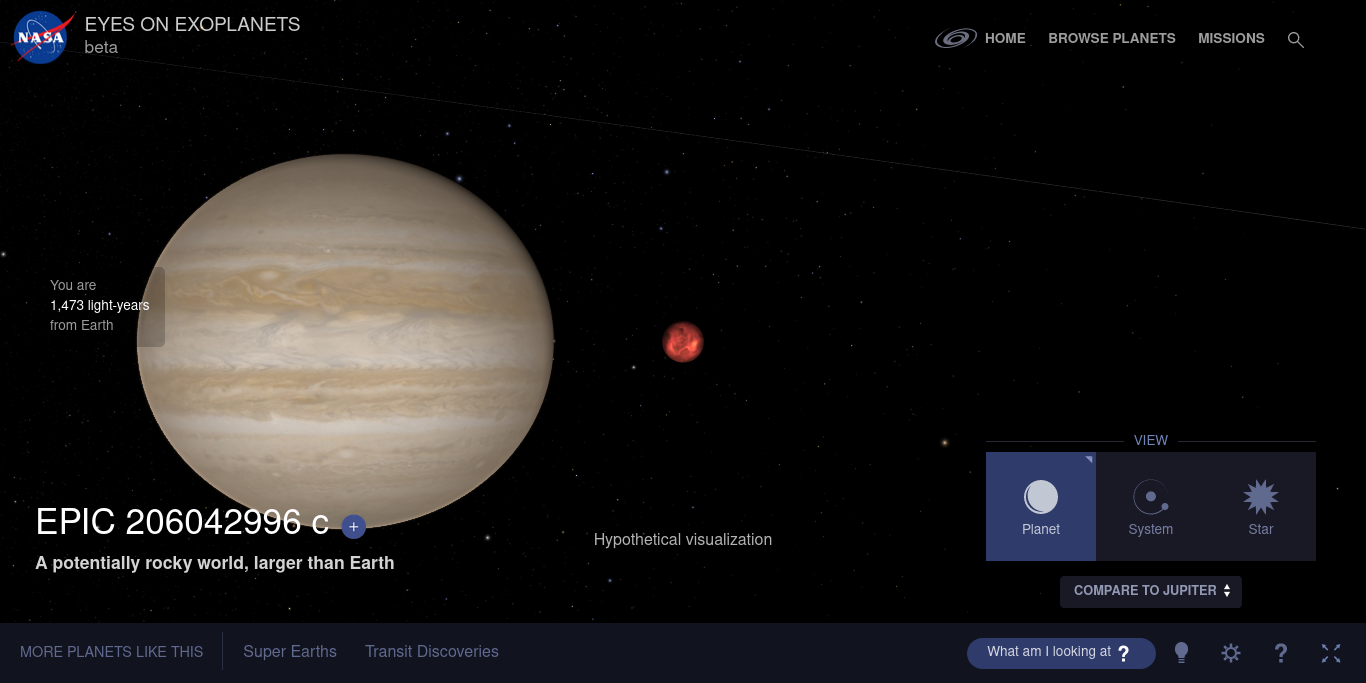 NASA
EYES ON EXOPLANETS
beta
HOME
BROWSE PLANETS
MISSIONS
You are
1,473 light-years
from Earth
EPIC 206042996 c
+
A potentially rocky world, larger than Earth
Hypothetical visualization
VIEW
Planet
System
Star
COMPARE TO JUPITER
MORE PLANETS LIKE THIS
Super Earths
Transit Discoveries
What am I looking at ?
?